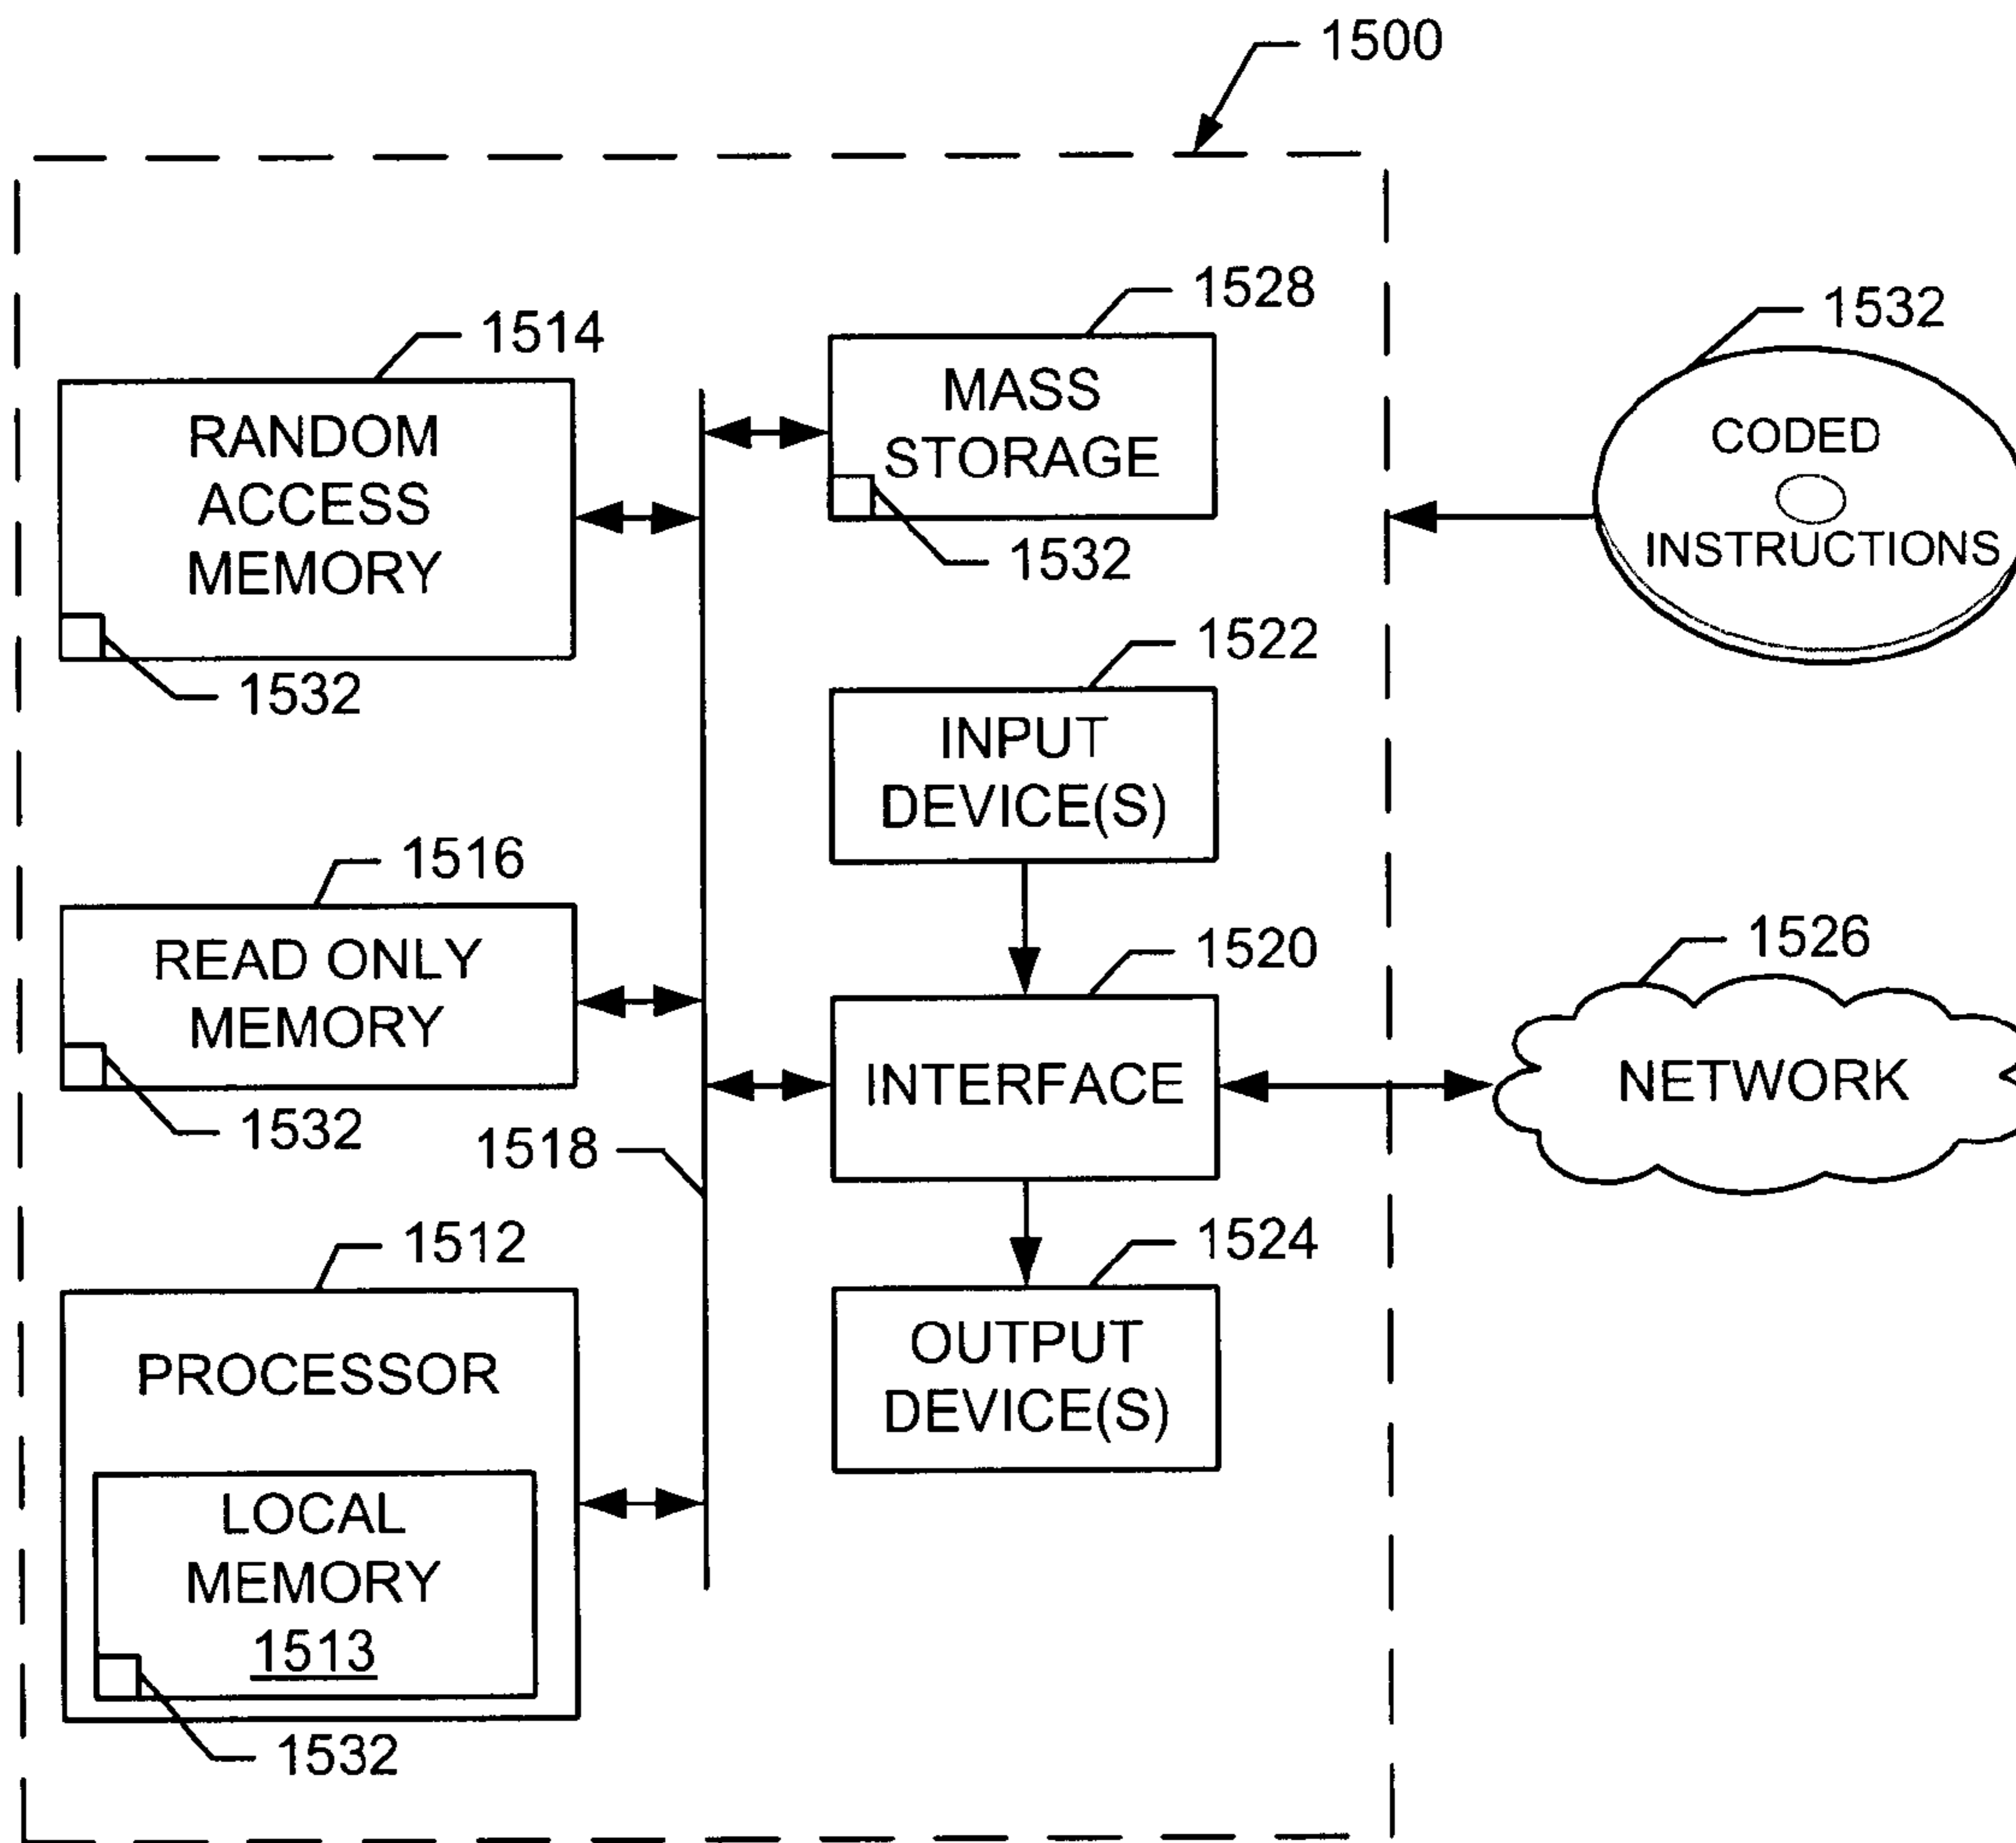 1500
1528
1532
1514
MASS
STORAGE
RANDOM
ACCESS
MEMORY
CODED
INSTRUCTIONS
1532
1532
1522
INPUT
DEVICE(S)
1516
READ ONLY
MEMORY
1520
1526
INTERFACE
NETWORK
1532
1518
1512
1524
PROCESSOR
OUTPUT
DEVICE(S)
LOCAL
MEMORY
1513
1532